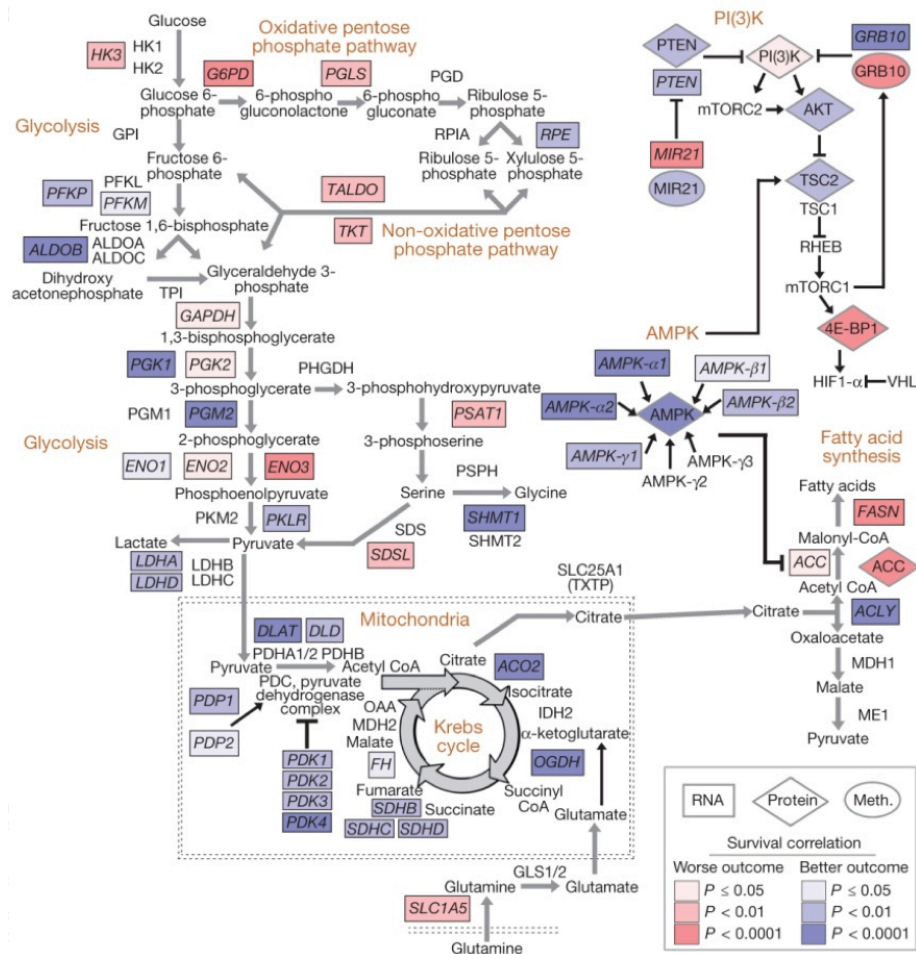 Glucose
HK3
HK1
HK2
Oxidative pentose
phosphate pathway
G6PD
PGLS
PGD
Glucose 6-
phosphate
6-phospho
gluconolactone
6-phospho
gluconate
Ribulose 5-
phosphate
Glycolysis
GPI
RPIA
RPE
Fructose 6-
phosphate
Ribulose 5-
phosphate
Xylulose 5-
phosphate
PFKP
PFKL
PFKM
TALDO
TKT
Non-oxidative pentose
phosphate pathway
Fructose 1,6-bisphosphate
ALDOB
ALDOA
ALDOC
Dihydroxy
acetonephosphate
TPI
Glyceraldehyde 3-
phosphate
GAPDH
1,3-bisphosphoglycerate
PGK1
PGK2
PHGDH
3-phosphoglycerate
3-phosphohydroxypyruvate
PGM1
PGM2
PSAT1
Glycolysis
2-phosphoglycerate
3-phosphoserine
ENO1
ENO2
ENO3
PSPH
Phosphoenolpyruvate
Serine
Glycine
PKM2
PKLR
SHMT1
SHMT2
SDS
SDSL
Lactate
Pyruvate
LDHA
LDHD
LDHB
LDHC
PI(3)K
PTEN
PTEN
PI(3)K
GRB10
GRB10
mTORC2
AKT
MIR21
MIR21
TSC2
TSC1
RHEB
mTORC1
AMPK
4E-BP1
HIF1-α
VHL
AMPK-α1
AMPK-β1
AMPK-α2
AMPK
AMPK-β2
AMPK-γ1
AMPK-γ2
AMPK-γ3
Fatty acid
synthesis
Fatty acids
FASN
Malonyl-CoA
ACC
ACC
Acetyl CoA
Citrate
ACLY
Oxaloacetate
MDH1
Malate
ME1
Pyruvate
SLC25A1
(TXTP)
Citrate
Mitochondria
DLAT
DLD
PDHA1/2 PDHB
Pyruvate
Acetyl CoA
Citrate
ACO2
PDC, pyruvate
dehydrogenase
complex
PDP1
PDP2
OAA
MDH2
Malate
FH
Fumarate
Krebs
cycle
Isocitrate
IDH2
α-ketoglutarate
OGDH
Succinyl
CoA
PDK1
PDK2
PDK3
PDK4
SDHB
SDHC
SDHD
Succinate
Glutamate
GLS1/2
Glutamine
Glutamate
SLC1A5
Glutamine
RNA
Protein
Meth.
Survival correlation
Worse outcome
Better outcome
P ≤ 0.05
P ≤ 0.05
P < 0.01
P < 0.01
P < 0.0001
P < 0.0001